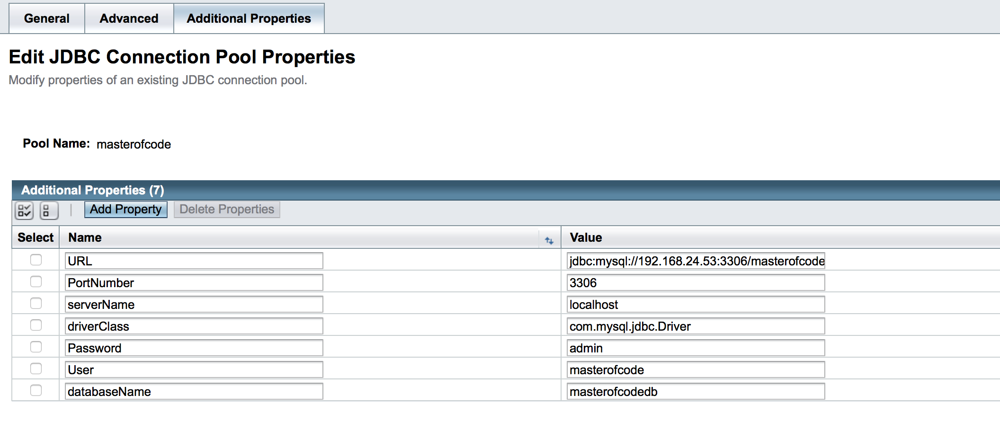 General Advanced Additional Properties
Edit JDBC Connection Pool Properties
Modify properties of an existing JDBC connection pool.
Pool Name: masterofcode
Additional Properties (7)
Add Property Delete Properties
Select Name Value
URL jdbc:mysql://192.168.24.53:3306/masterofcode
PortNumber 3306
serverName localhost
driverClass com.mysql.jdbc.Driver
Password admin
User masterofcode
databaseName masterofcodedb